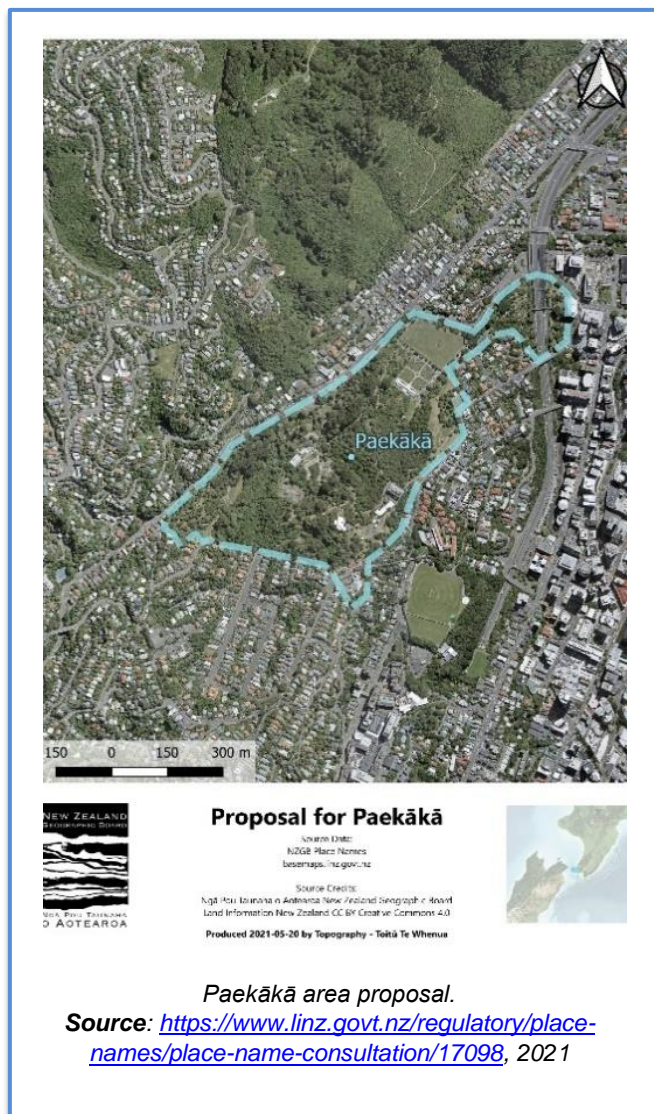 Paekākā
150 0 150 300 m
NEW ZEALAND
GEOGRAPHIC BOARD
NGĀ POU TAUNAHA
O AOTEAROA
Proposal for Paekākā
Source Data:
NZGB Place Names
basemaps.linz.govt.nz
Source Credits:
Ngā Pou Taunaha o Aotearoa New Zealand Geographic Board
Land Information New Zealand CC BY Creative Commons 4.0
Produced 2021-05-20 by Topography - Toitū Te Whenua
Paekākā area proposal.
Source: https://www.linz.govt.nz/regulatory/place-
names/place-name-consultation/17098, 2021